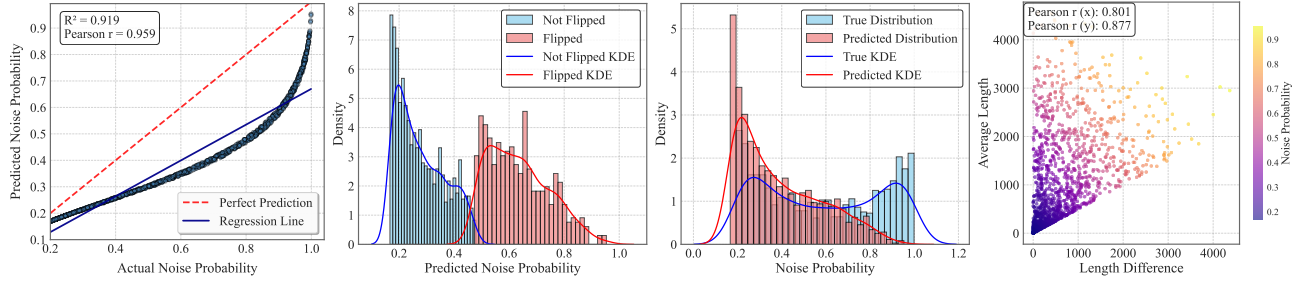 R² = 0.919
Pearson r = 0.959
Perfect Prediction
Regression Line
Predicted Noise Probability
0.9
0.8
0.7
0.6
0.5
0.4
0.3
0.2
0.1
0.2
0.4
0.6
0.8
1.0
Actual Noise Probability
Not Flipped
Flipped
Not Flipped KDE
Flipped KDE
Density
8
7
6
5
4
3
2
1
0
0.2
0.4
0.6
0.8
1.0
Predicted Noise Probability
True Distribution
Predicted Distribution
True KDE
Predicted KDE
Density
5
4
3
2
1
0
0.0
0.2
0.4
0.6
0.8
1.0
1.2
Noise Probability
Pearson r (x): 0.801
Pearson r (y): 0.877
Average Length
4000
3000
2000
1000
0
0
1000
2000
3000
4000
Length Difference
0.9
0.8
0.7
0.6
0.5
0.4
0.3
0.2
Noise Probability